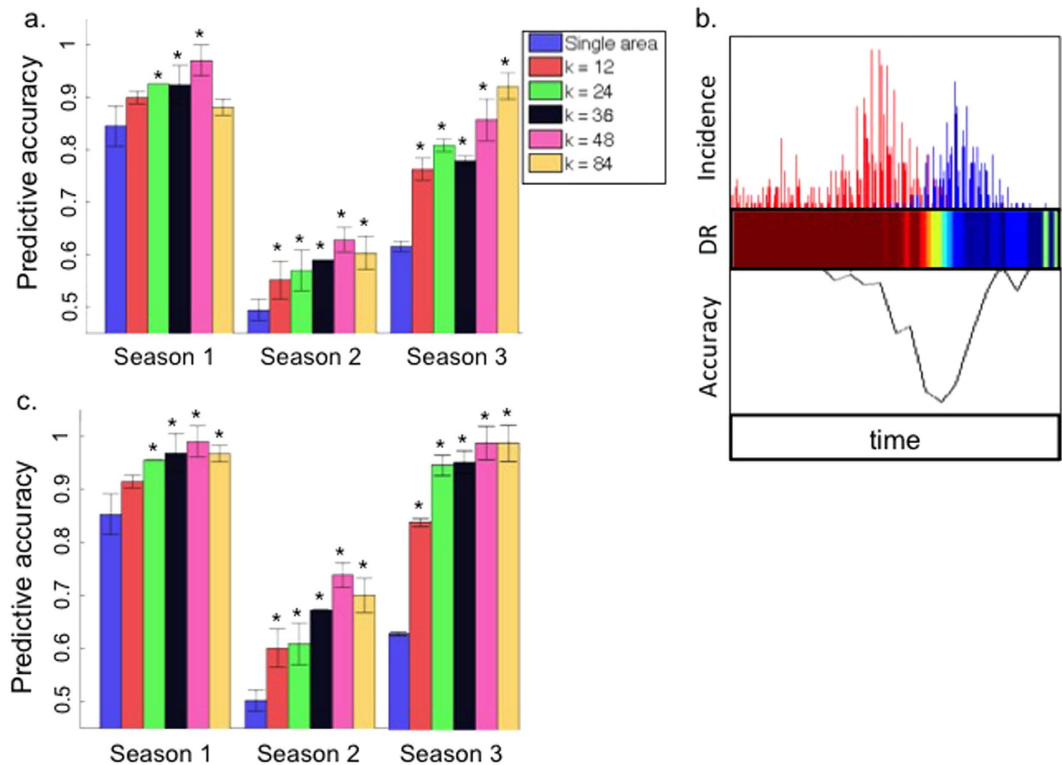 a.
Predictive accuracy
1
0.9
0.8
0.7
0.6
0.5
* * * *
* * * * *
* * * * *
Season 1 Season 2 Season 3
Single area
k = 12
k = 24
k = 36
k = 48
k = 84
b.
Incidence
DR
Accuracy
time
c.
Predictive accuracy
1
0.9
0.8
0.7
0.6
0.5
* * * *
* * * * *
* * * * *
Season 1 Season 2 Season 3